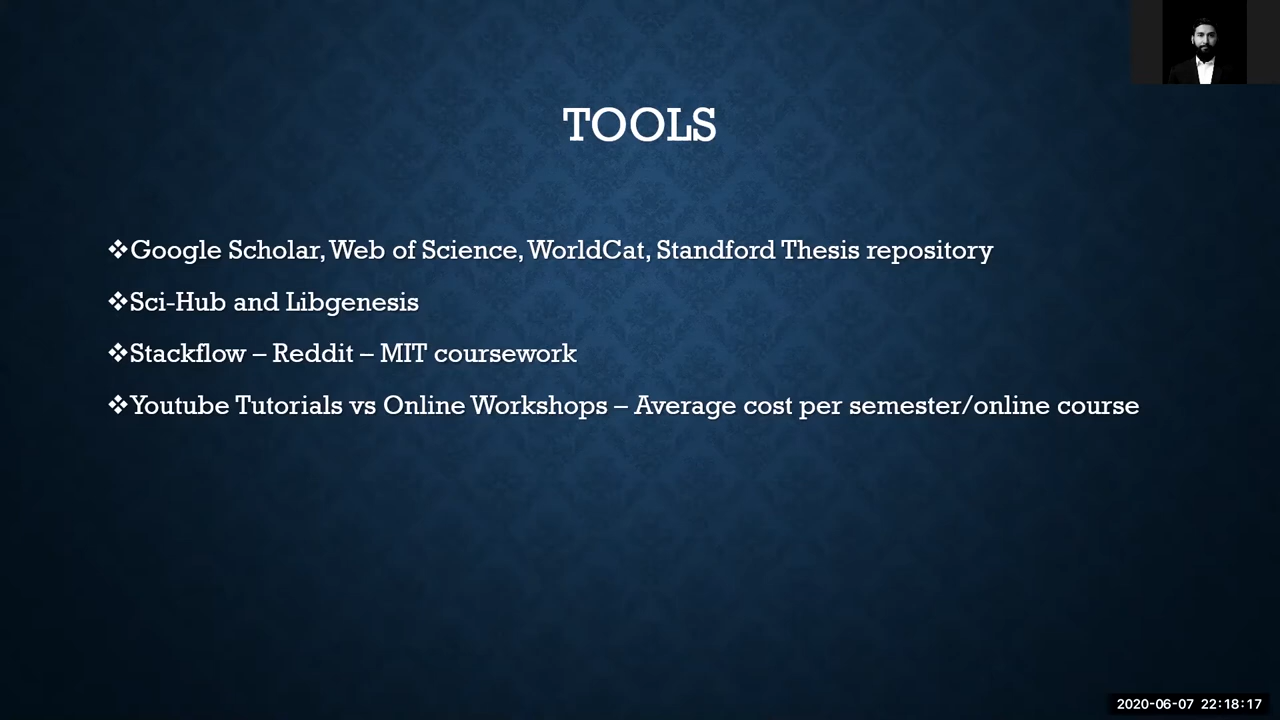 TOOLS
❖Google Scholar, Web of Science, WorldCat, Standford Thesis repository
❖Sci-Hub and Libgenesis
❖Stackflow – Reddit – MIT coursework
❖Youtube Tutorials vs Online Workshops – Average cost per semester/online course
2020-06-07 22:18:17